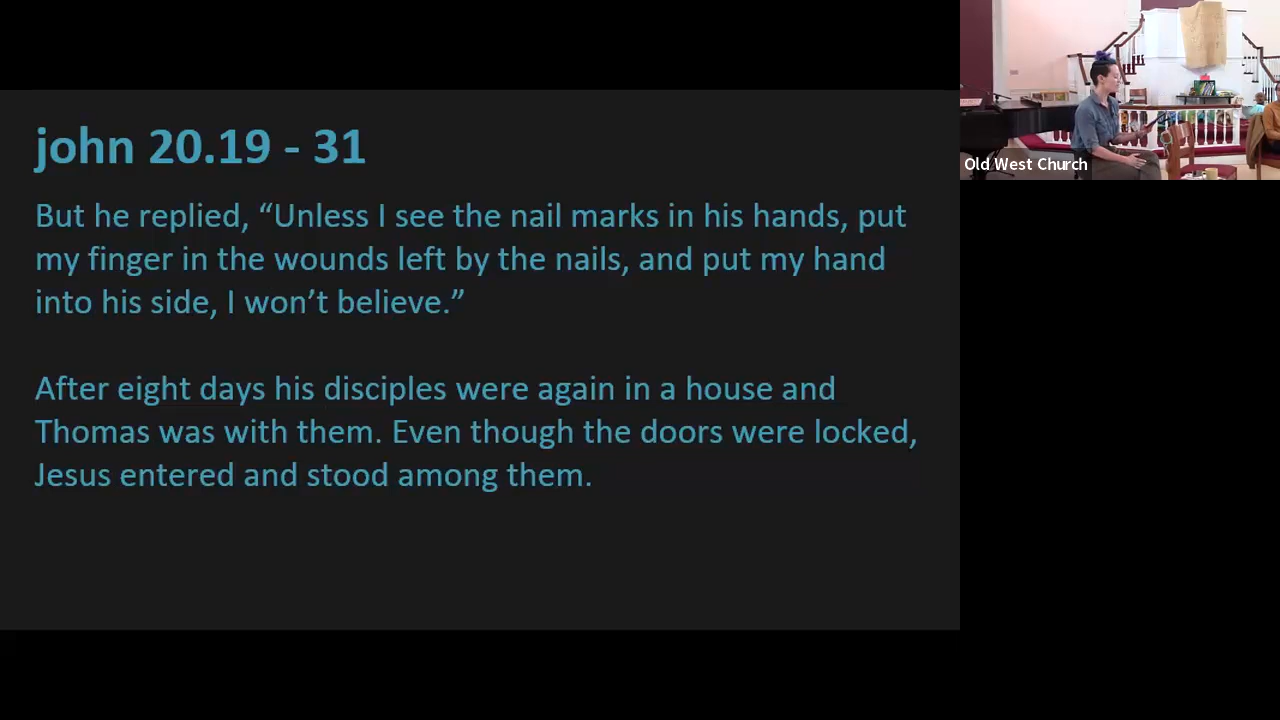 john 20.19 - 31
But he replied, “Unless I see the nail marks in his hands, put
my finger in the wounds left by the nails, and put my hand
into his side, I won’t believe.”
After eight days his disciples were again in a house and
Thomas was with them. Even though the doors were locked,
Jesus entered and stood among them.
Old West Church